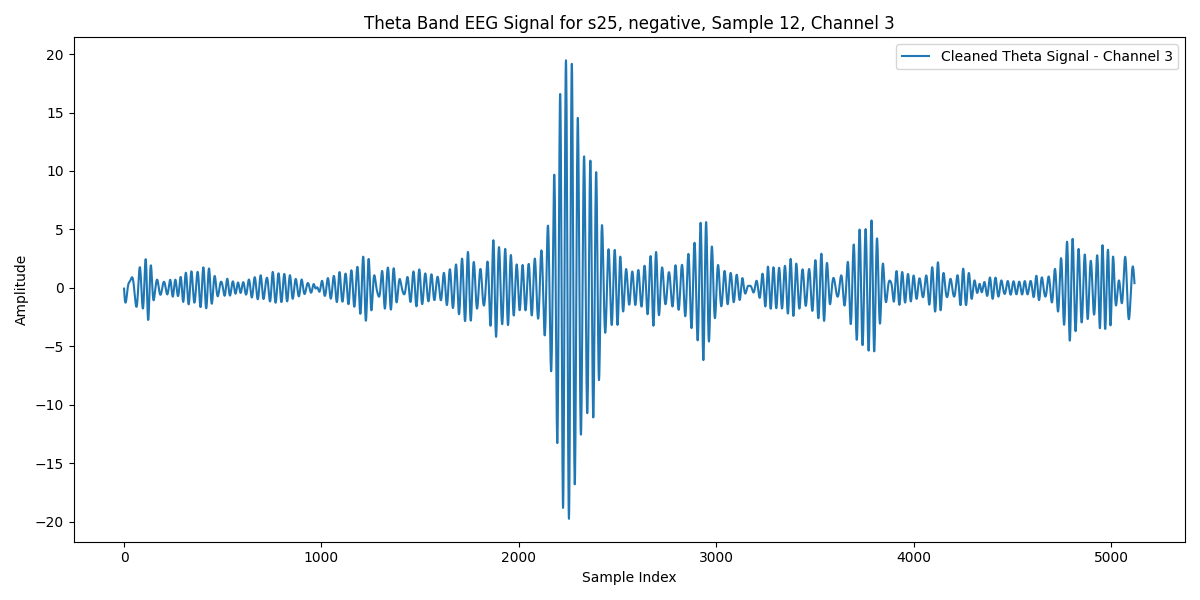 Theta Band EEG Signal for s25, negative, Sample 12, Channel 3
Cleaned Theta Signal - Channel 3
Amplitude
20
15
10
5
0
−5
−10
−15
−20
0 1000 2000 3000 4000 5000
Sample Index